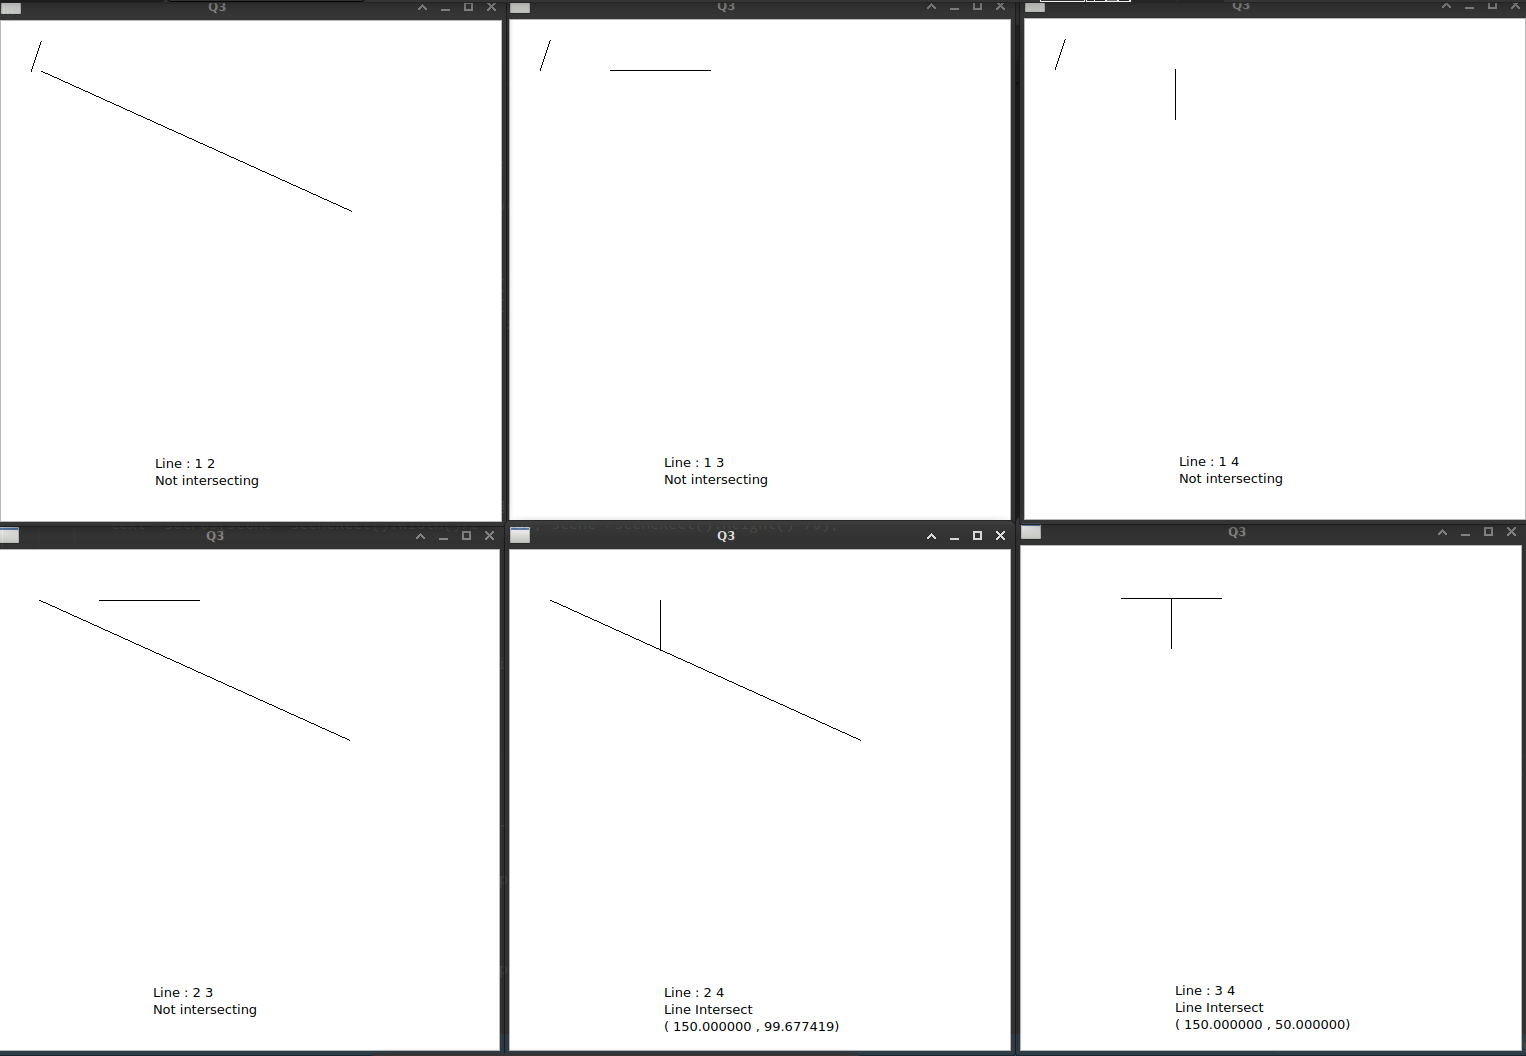 Q3
Q3
Q3
Line : 1 2
Not intersecting
Line : 1 3
Not intersecting
Line : 1 4
Not intersecting
Q3
Q3
Q3
Line : 2 3
Not intersecting
Line : 2 4
Line Intersect
( 150.000000 , 99.677419)
Line : 3 4
Line Intersect
( 150.000000 , 50.000000)